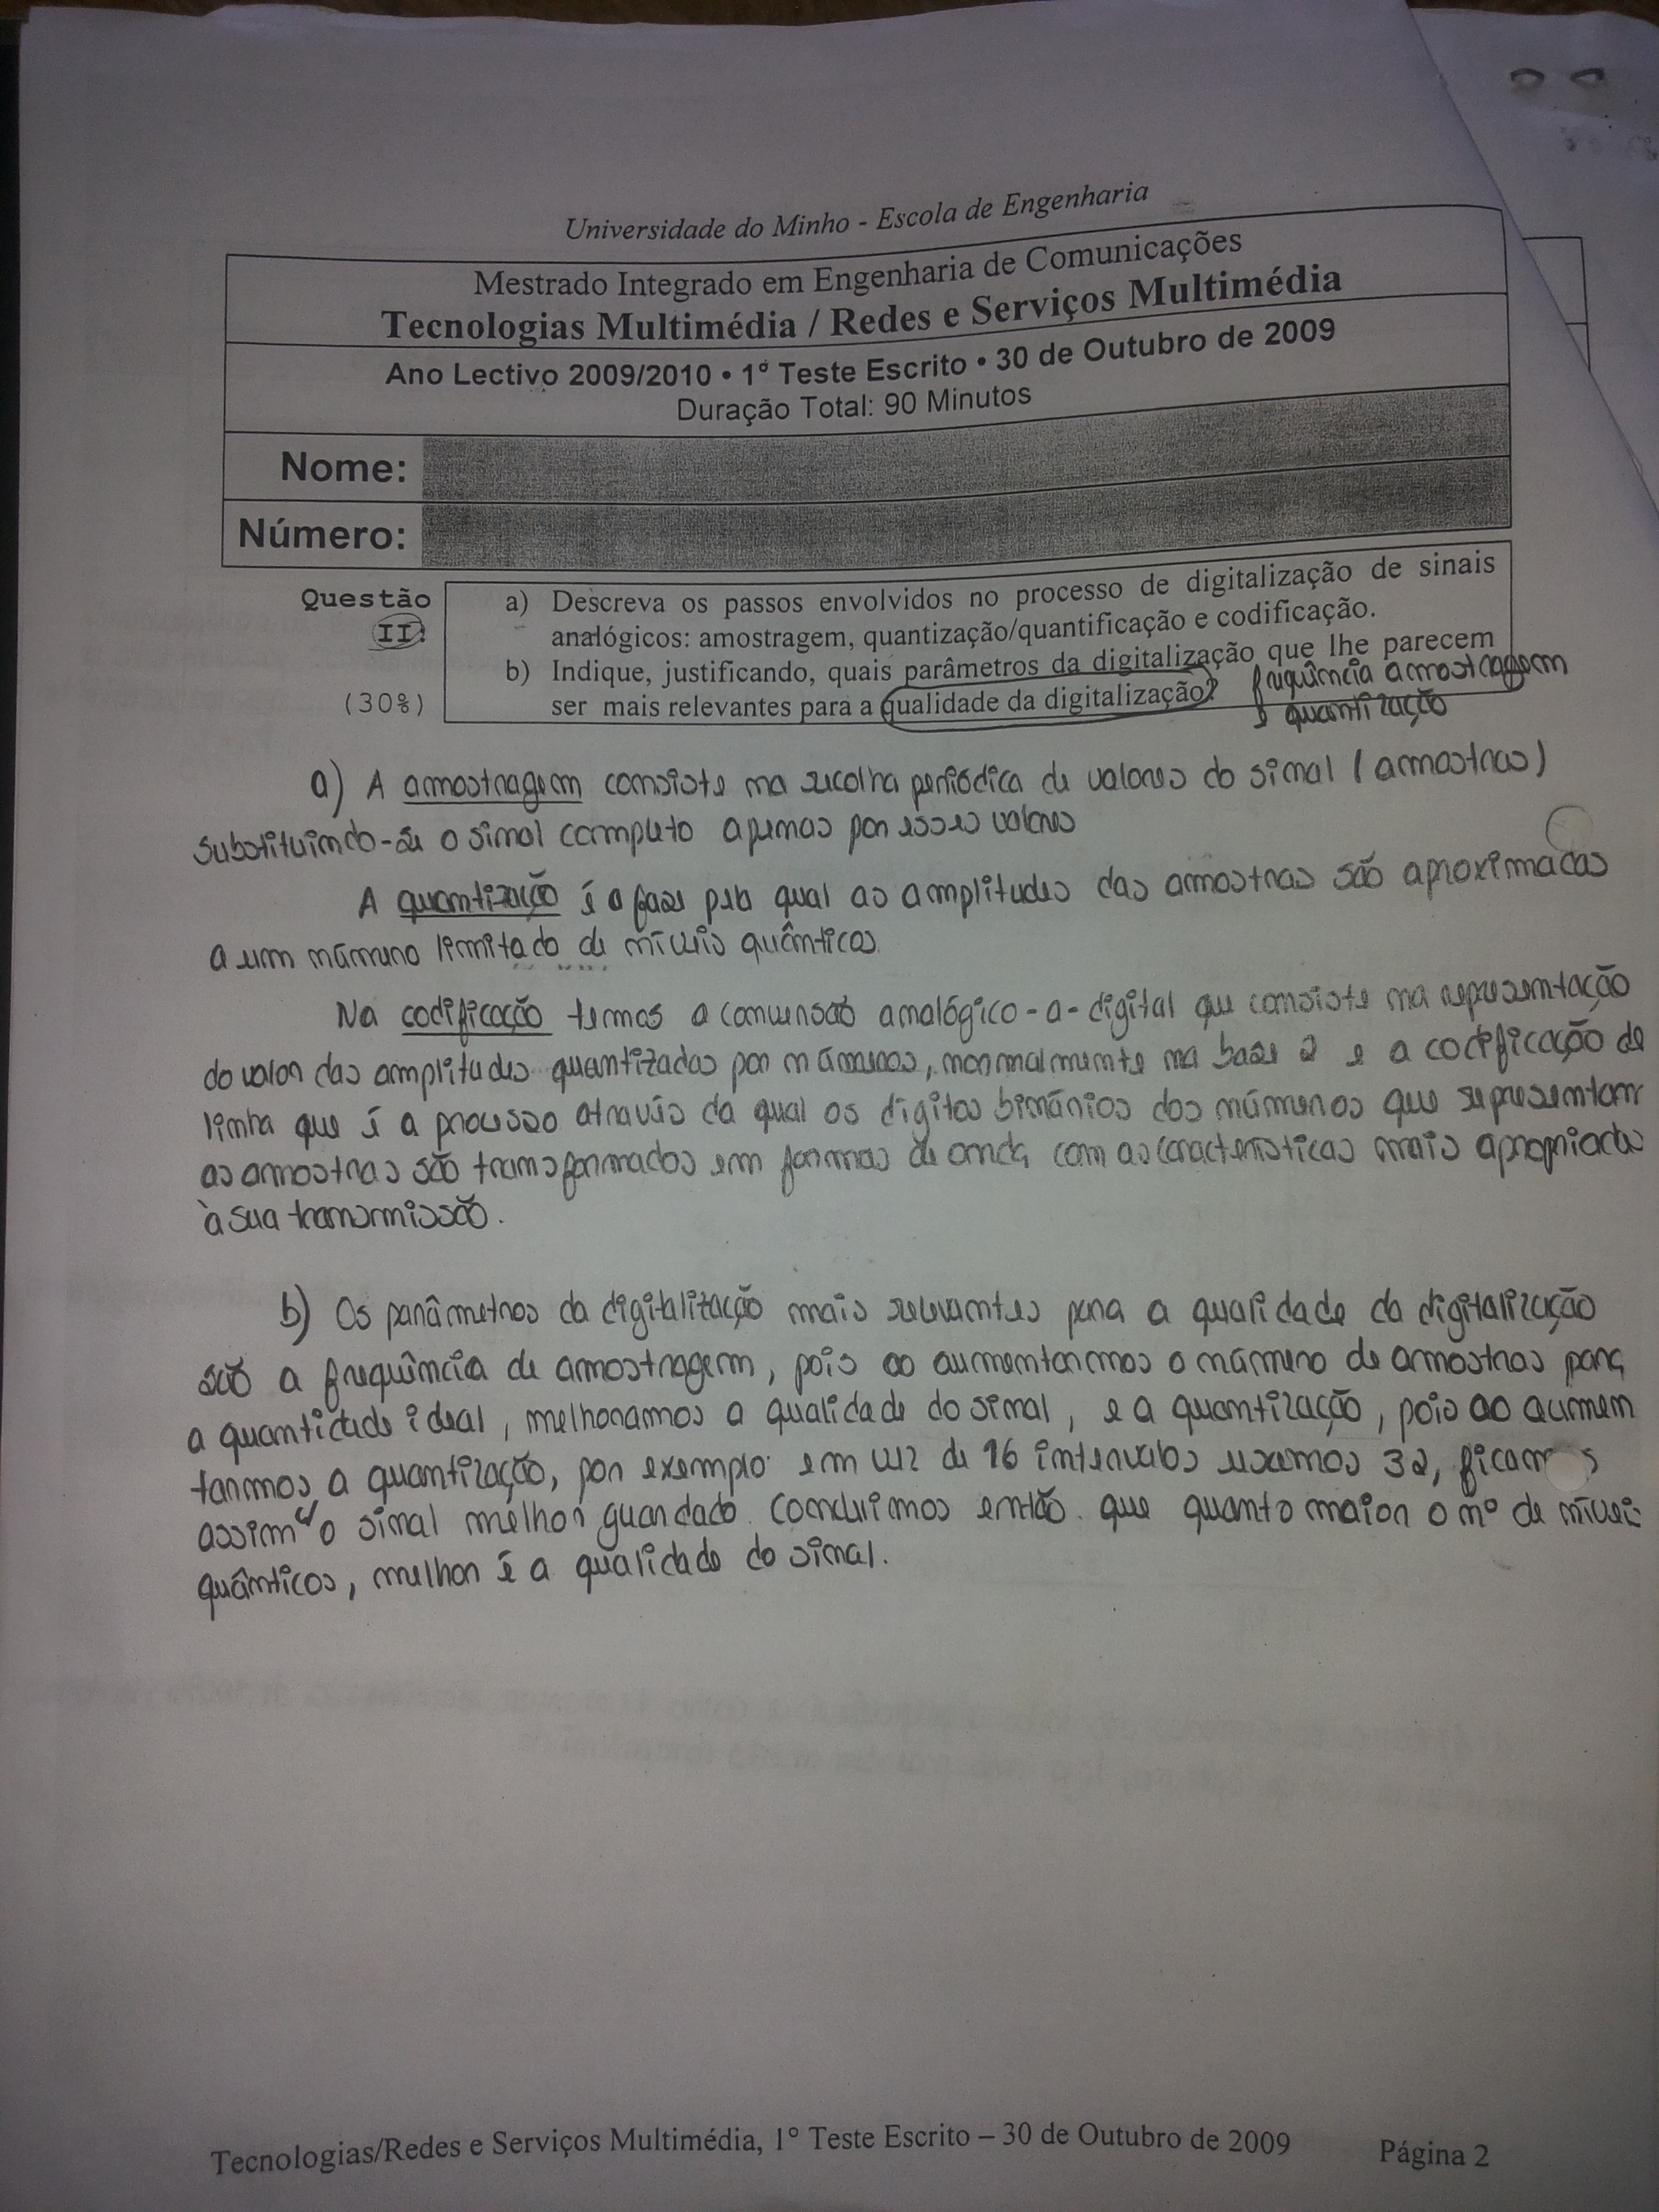 Universidade do Minho - Escola de Engenharia
Mestrado Integrado em Engenharia de Comunicações
Tecnologias Multimédia / Redes e Serviços Multimédia
Ano Lectivo 2009/2010 • 1º Teste Escrito • 30 de Outubro de 2009
Duração Total: 90 Minutos
Nome:
Número:
Questão
II:
(30%)
a) Descreva os passos envolvidos no processo de digitalização de sinais
analógicos: amostragem, quantização/quantificação e codificação.
b) Indique, justificando, quais parâmetros da digitalização que lhe parecem
ser mais relevantes para a qualidade da digitalização?
frequência amostragem
quantização
a) A amostragem consiste na recolha periódica de valores do sinal (amostras)
substituindo-se o sinal completo apenas por esses valores
A quantização é a fase pela qual as amplitudes das amostras são aproximadas
a um número limitado de níveis quânticos.
Na codificação temos a conversão analógico-a-digital que consiste na representação
do valor das amplitudes quantizadas por números, normalmente na base 2 e a codificação de
linha que é a processo através da qual os digitos binários dos números que representam
as amostras são transformados em formas de onda com as características mais apropriadas
à sua transmissão.
b) Os parâmetros da digitalização mais relevantes para a qualidade da digitalização
são a frequência de amostragem, pois ao aumentarmos o número de amostras para
a quantidade ideal, melhoramos a qualidade do sinal, e a quantização, pois ao aumen
tarmos a quantização, por exemplo em vez de 16 intervalos usamos 32, ficamos
assim o sinal melhor guardado. Concluimos então que quanto maior o nº de níveis
quânticos, melhor é a qualidade do sinal.
Tecnologias/Redes e Serviços Multimédia, 1º Teste Escrito – 30 de Outubro de 2009 Página 2